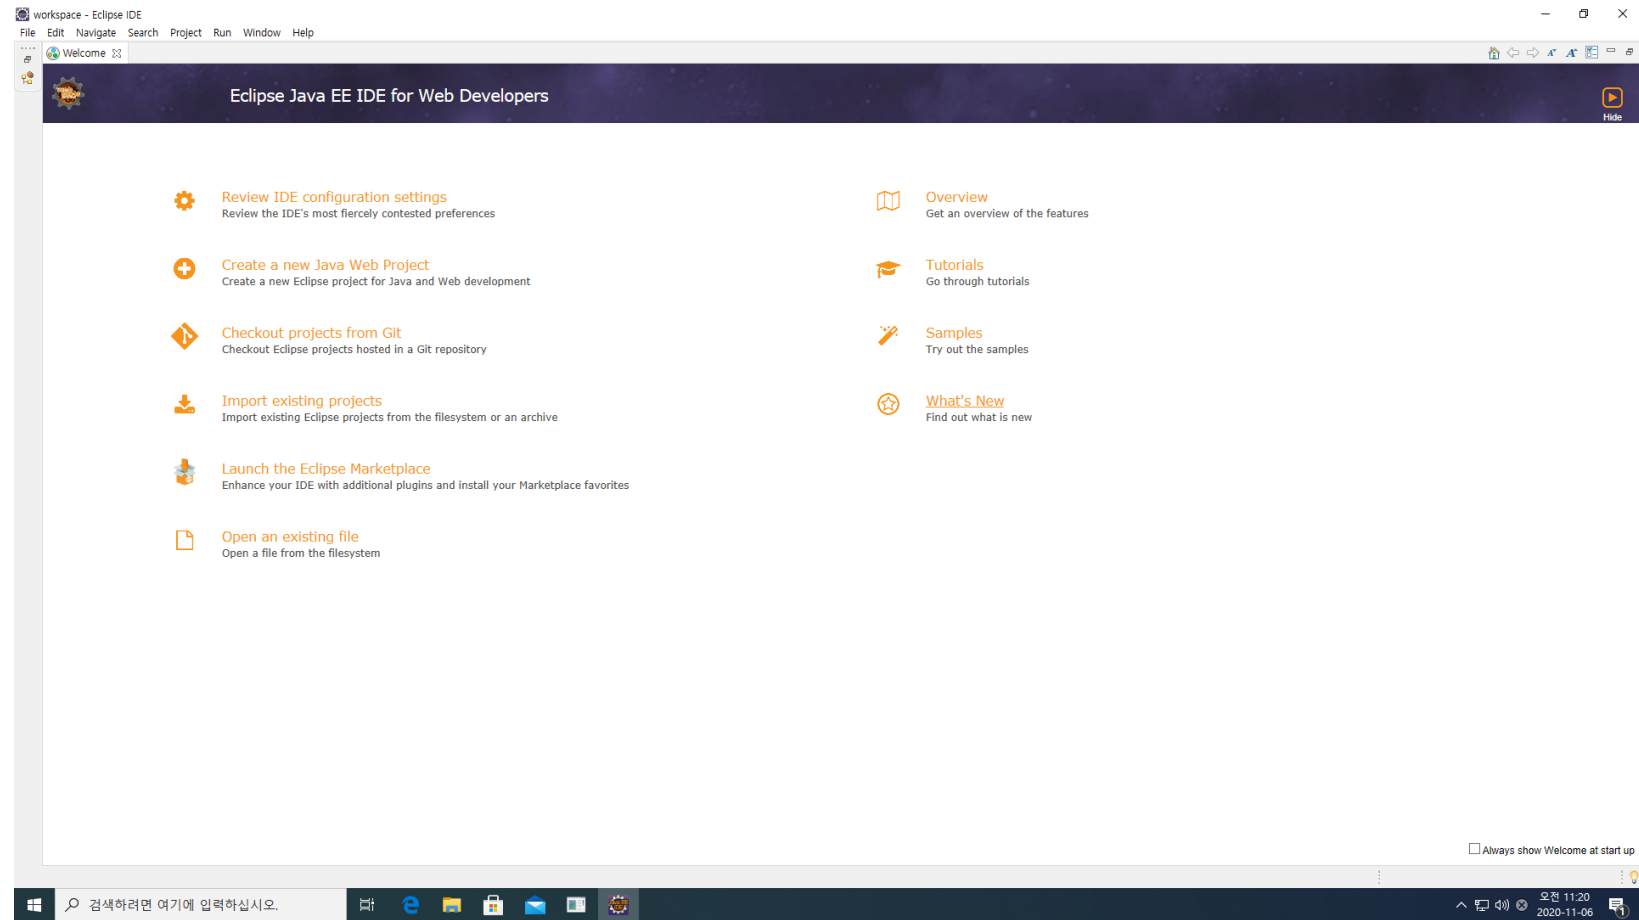 workspace - Eclipse IDE
File Edit Navigate Search Project Run Window Help
Welcome
Eclipse Java EE IDE for Web Developers
Hide
Review IDE configuration settings
Review the IDE's most fiercely contested preferences
Create a new Java Web Project
Create a new Eclipse project for Java and Web development
Checkout projects from Git
Checkout Eclipse projects hosted in a Git repository
Import existing projects
Import existing Eclipse projects from the filesystem or an archive
Launch the Eclipse Marketplace
Enhance your IDE with additional plugins and install your Marketplace favorites
Open an existing file
Open a file from the filesystem
Overview
Get an overview of the features
Tutorials
Go through tutorials
Samples
Try out the samples
What's New
Find out what is new
Always show Welcome at start up
검색하려면 여기에 입력하십시오.
오전 11:20
2020-11-06
1